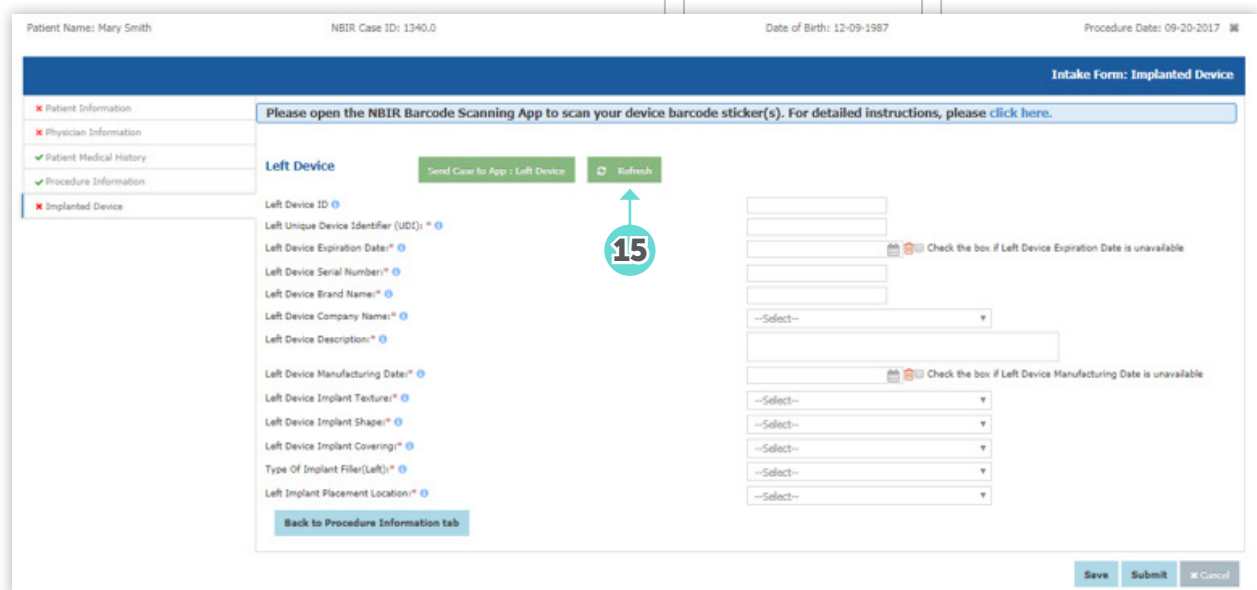 Patient Name: Mary Smith NBIR Case ID: 1340.0 Date of Birth: 12-09-1987 Procedure Date: 09-20-2017
Intake Form: Implanted Device
Patient Information
Physician Information
Patient Medical History
Procedure Information
Implanted Device
Please open the NBIR Barcode Scanning App to scan your device barcode sticker(s). For detailed instructions, please click here.
Left Device Send Case to App : Left Device Refresh
15
Left Device ID
Left Unique Device Identifier (UDI): *
Left Device Expiration Date:* Check the box if Left Device Expiration Date is unavailable
Left Device Serial Number:*
Left Device Brand Name:*
Left Device Company Name:* --Select--
Left Device Description:*
Left Device Manufacturing Date:* Check the box if Left Device Manufacturing Date is unavailable
Left Device Implant Texture:* --Select--
Left Device Implant Shape:* --Select--
Left Device Implant Covering:* --Select--
Type Of Implant Filler(Left):* --Select--
Left Implant Placement Location:* --Select--
Back to Procedure Information tab
Save Submit Cancel